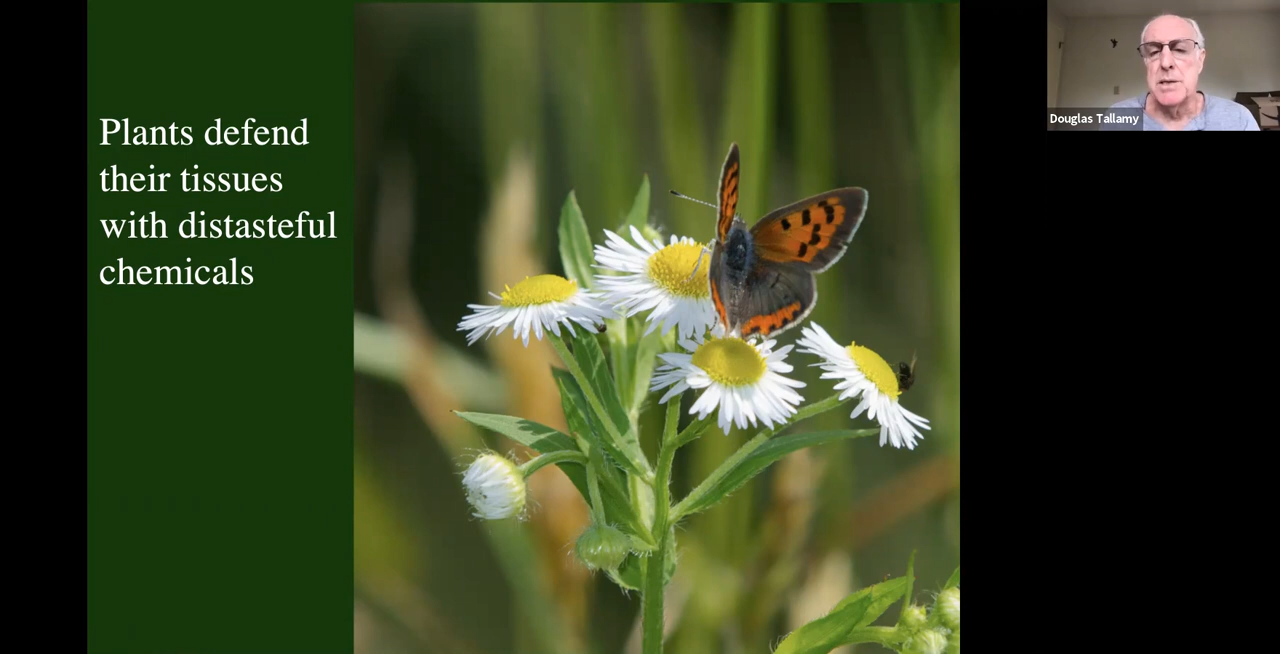 Plants defend
their tissues
with distasteful
chemicals
Douglas Tallamy